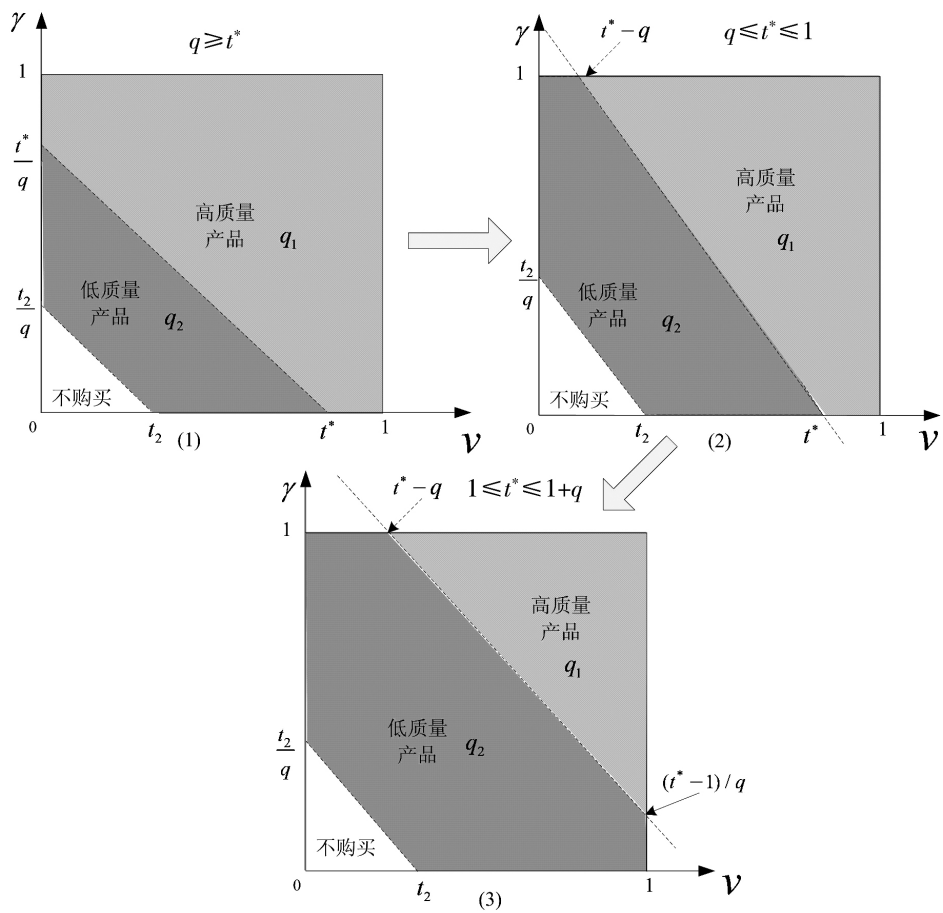 γ
q≥t*
1
t*/q
高质量
产品 q₁
低质量
产品 q₂
t₂/q
不购买
0
t₂
t*
1
ν
(1)
γ
t*−q
q≤t*≤1
1
高质量
产品
q₁
t₂/q
低质量
产品 q₂
不购买
0
t₂
t*
1
ν
(2)
γ
t*−q
1≤t*≤1+q
1
高质量
产品
q₁
低质量
产品 q₂
t₂/q
(t*−1)/q
不购买
0
t₂
1
ν
(3)